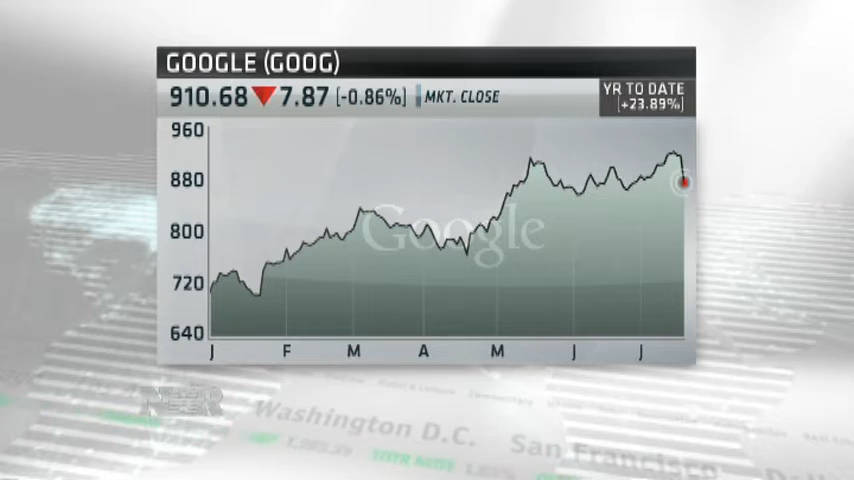 GOOGLE (GOOG)
910.68 7.87 [-0.86%] MKT. CLOSE
YR TO DATE
[+23.89%]
960
880
800
720
640
Google
J F M A M J J
NBR
Washington D.C.
San Francisco